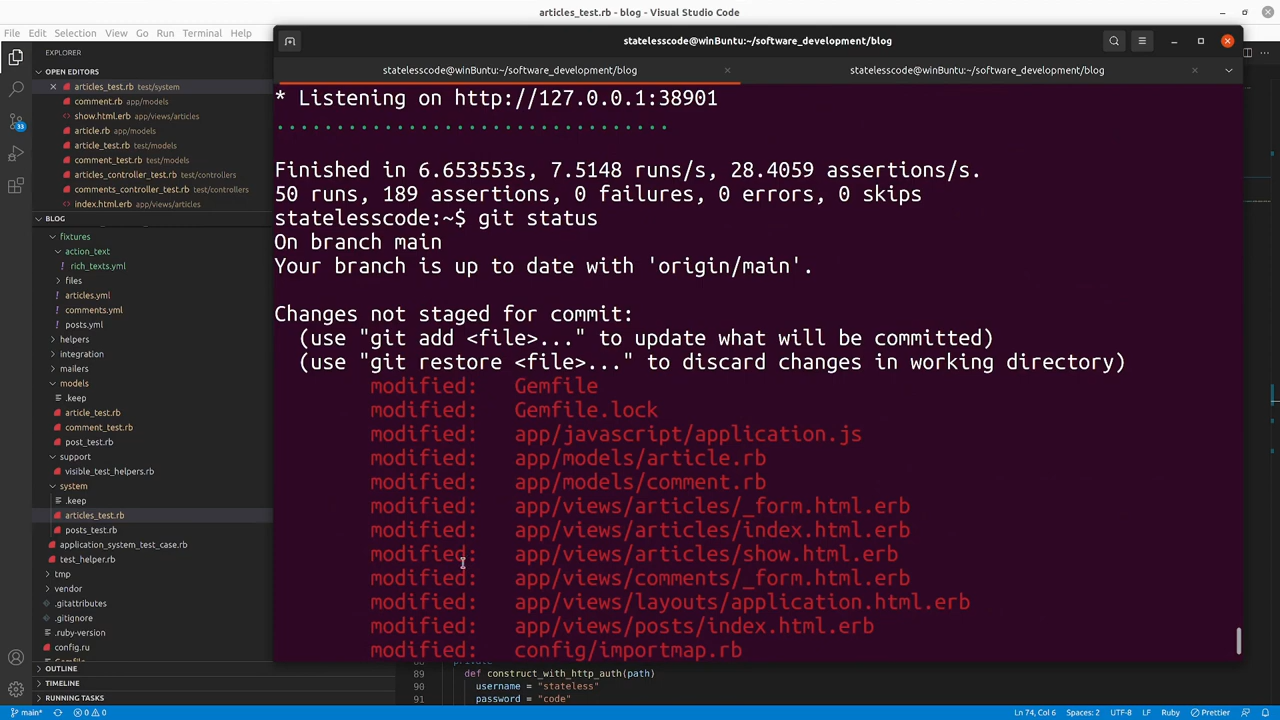 articles_test.rb - blog - Visual Studio Code
File Edit Selection View Go Run Terminal Help
EXPLORER
OPEN EDITORS
articles_test.rb test/system
comment.rb app/models
show.html.erb app/views/articles
article.rb app/models
article_test.rb test/models
comment_test.rb test/models
articles_controller_test.rb test/controllers
comments_controller_test.rb test/controllers
index.html.erb app/views/articles
BLOG
fixtures
action_text
rich_texts.yml
files
articles.yml
comments.yml
posts.yml
helpers
integration
mailers
models
.keep
article_test.rb
comment_test.rb
post_test.rb
support
visible_test_helpers.rb
system
.keep
articles_test.rb
posts_test.rb
application_system_test_case.rb
test_helper.rb
tmp
vendor
.gitattributes
.gitignore
.ruby-version
config.ru
OUTLINE
TIMELINE
RUNNING TASKS
33
statelesscode@winBuntu:~/software_development/blog
statelesscode@winBuntu:~/software_development/blog
statelesscode@winBuntu:~/software_development/blog
* Listening on http://127.0.0.1:38901
.................................
Finished in 6.653553s, 7.5148 runs/s, 28.4059 assertions/s.
50 runs, 189 assertions, 0 failures, 0 errors, 0 skips
statelesscode:~$ git status
On branch main
Your branch is up to date with 'origin/main'.
Changes not staged for commit:
(use "git add <file>..." to update what will be committed)
(use "git restore <file>..." to discard changes in working directory)
modified: Gemfile
modified: Gemfile.lock
modified: app/javascript/application.js
modified: app/models/article.rb
modified: app/models/comment.rb
modified: app/views/articles/_form.html.erb
modified: app/views/articles/index.html.erb
modified: app/views/articles/show.html.erb
modified: app/views/comments/_form.html.erb
modified: app/views/layouts/application.html.erb
modified: app/views/posts/index.html.erb
modified: config/importmap.rb
89 def construct_with_http_auth(path)
90 username = "stateless"
91 password = "code"
main* 0 0 Ln 74, Col 6 Spaces: 2 UTF-8 LF Ruby Prettier